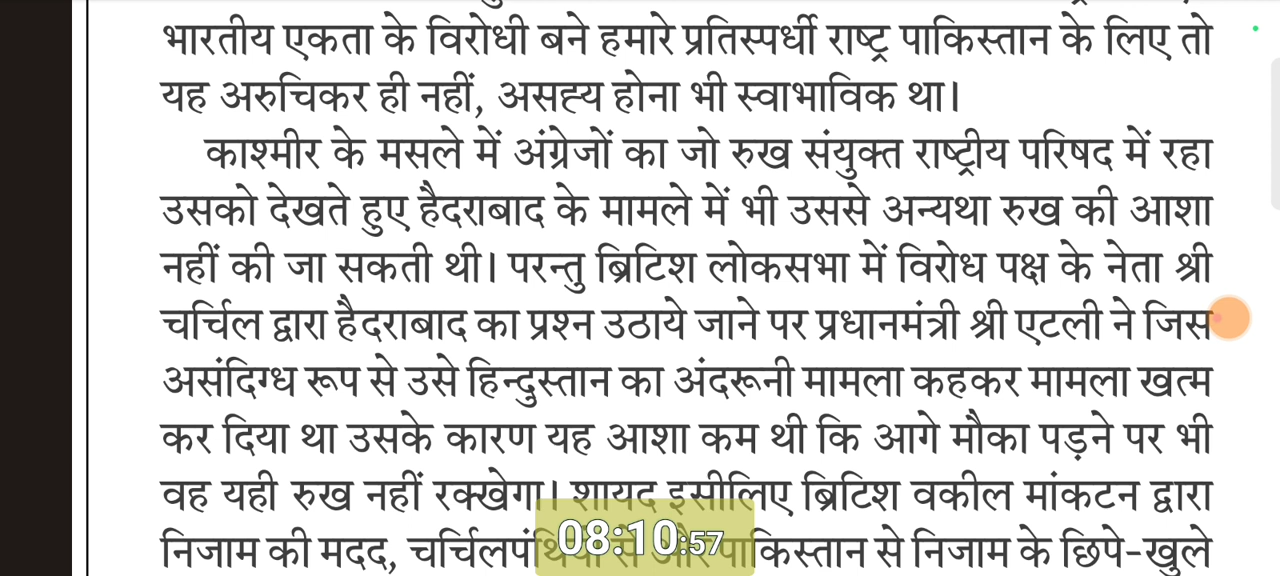 भारतीय एकता के विरोधी बने हमारे प्रतिस्पर्धी राष्ट्र पाकिस्तान के लिए तो
यह अरुचिकर ही नहीं, असह्य होना भी स्वाभाविक था।
काश्मीर के मसले में अंग्रेजों का जो रुख संयुक्त राष्ट्रीय परिषद में रहा
उसको देखते हुए हैदराबाद के मामले में भी उससे अन्यथा रुख की आशा
नहीं की जा सकती थी। परन्तु ब्रिटिश लोकसभा में विरोध पक्ष के नेता श्री
चर्चिल द्वारा हैदराबाद का प्रश्न उठाये जाने पर प्रधानमंत्री श्री एटली ने जिस
असंदिग्ध रूप से उसे हिन्दुस्तान का अंदरूनी मामला कहकर मामला खत्म
कर दिया था उसके कारण यह आशा कम थी कि आगे मौका पड़ने पर भी
वह यही रुख नहीं रक्खेगा। शायद इसीलिए ब्रिटिश वकील मांकटन द्वारा
निजाम की मदद, चर्चिलपंथियों से और पाकिस्तान से निजाम के छिपे-खुले
08:10:57